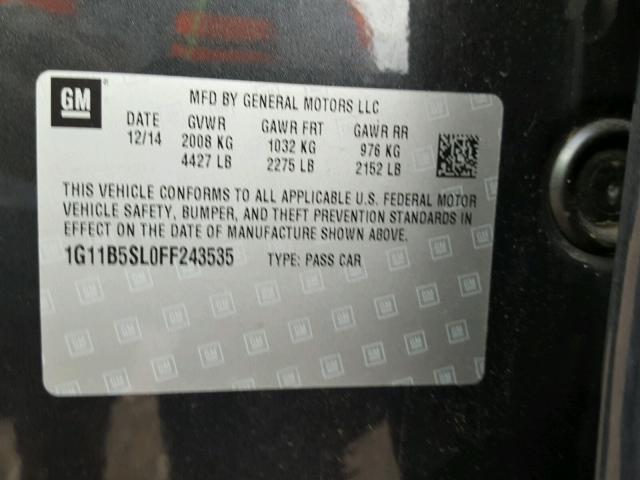 GM
MFD BY GENERAL MOTORS LLC
DATE GVWR GAWR FRT GAWR RR
12/14 2008 KG 1032 KG 976 KG
4427 LB 2275 LB 2152 LB
THIS VEHICLE CONFORMS TO ALL APPLICABLE U.S. FEDERAL MOTOR
VEHICLE SAFETY, BUMPER, AND THEFT PREVENTION STANDARDS IN
EFFECT ON THE DATE OF MANUFACTURE SHOWN ABOVE.
1G11B5SL0FF243535 TYPE: PASS CAR